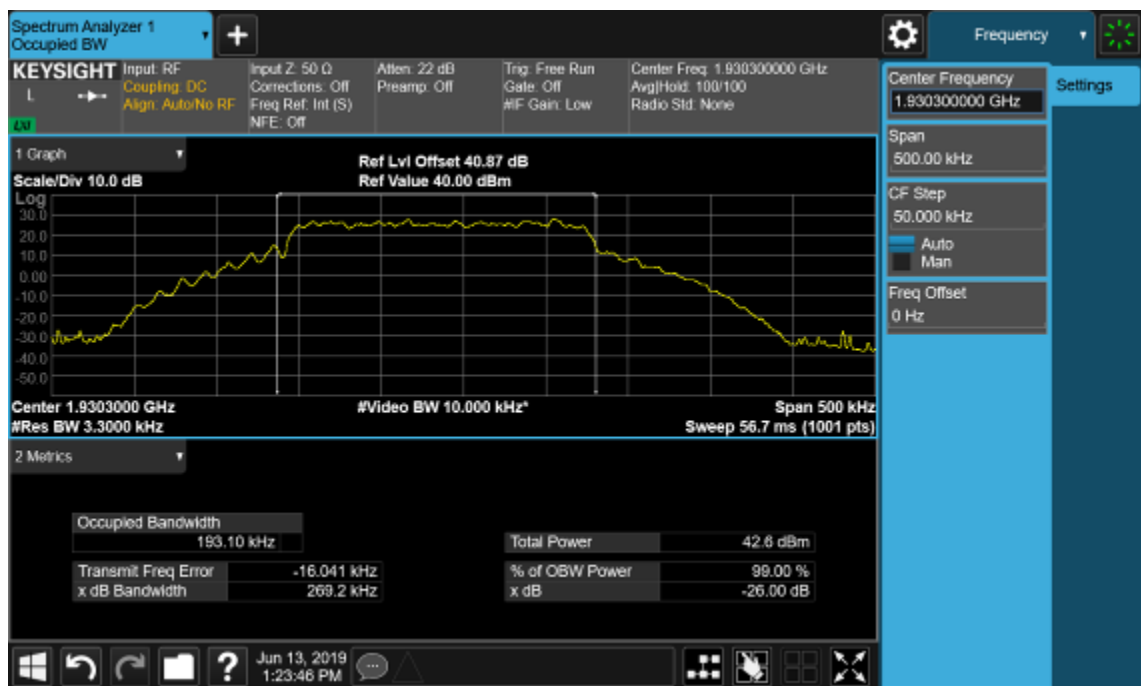 Spectrum Analyzer 1
Occupied BW
+
Frequency
KEYSIGHT
L
LXI
Input: RF
Coupling: DC
Align: Auto/No RF
Input Z: 50 Ω
Corrections: Off
Freq Ref: Int (S)
NFE: Off
Atten: 22 dB
Preamp: Off
Trig: Free Run
Gate: Off
#IF Gain: Low
Center Freq: 1.930300000 GHz
Avg|Hold: 100/100
Radio Std: None
Center Frequency
1.930300000 GHz
Settings
Span
500.00 kHz
CF Step
50.000 kHz
Auto
Man
Freq Offset
0 Hz
1 Graph
Scale/Div 10.0 dB
Ref Lvl Offset 40.87 dB
Ref Value 40.00 dBm
Log
30.0
20.0
10.0
0.00
-10.0
-20.0
-30.0
-40.0
-50.0
Center 1.9303000 GHz
#Video BW 10.000 kHz*
Span 500 kHz
#Res BW 3.3000 kHz
Sweep 56.7 ms (1001 pts)
2 Metrics
Occupied Bandwidth
193.10 kHz
Total Power 42.6 dBm
Transmit Freq Error -16.041 kHz
% of OBW Power 99.00 %
x dB Bandwidth 269.2 kHz
x dB -26.00 dB
?
Jun 13, 2019
1:23:46 PM